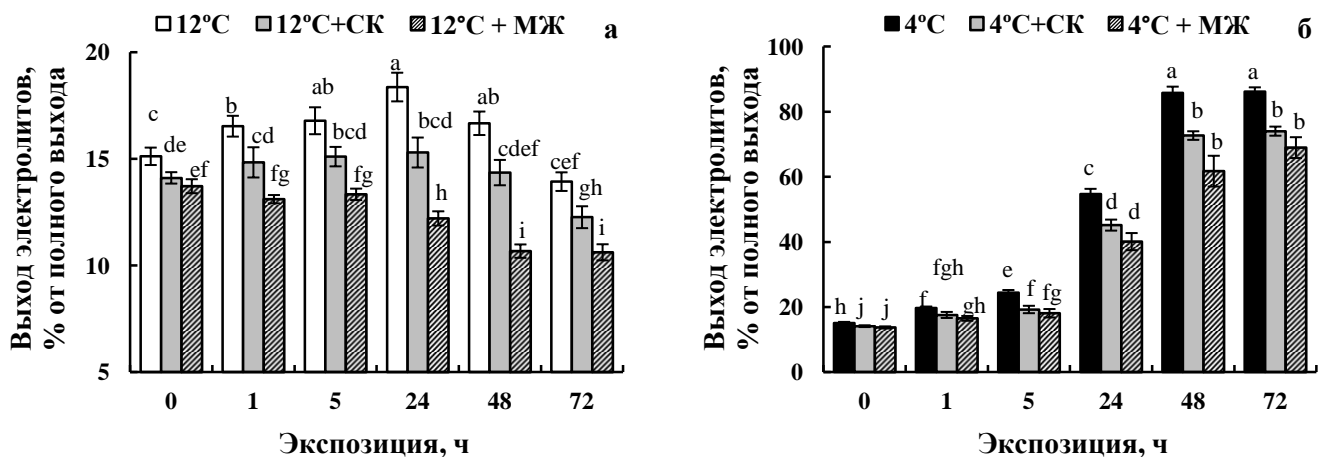 12ºC 12ºC+СК 12ºC + МЖ а
Выход электролитов,
% от полного выхода
20
15
10
5
c de ef
b cd fg
ab bcd fg
a bcd h
ab cdef i
cef gh i
0 1 5 24 48 72
Экспозиция, ч
4ºC 4ºC+СК 4ºC + МЖ б
Выход электролитов,
% от полного выхода
100
80
60
40
20
0
h j j
f fgh gh
e f fg
c d d
a b b
a b b
0 1 5 24 48 72
Экспозиция, ч